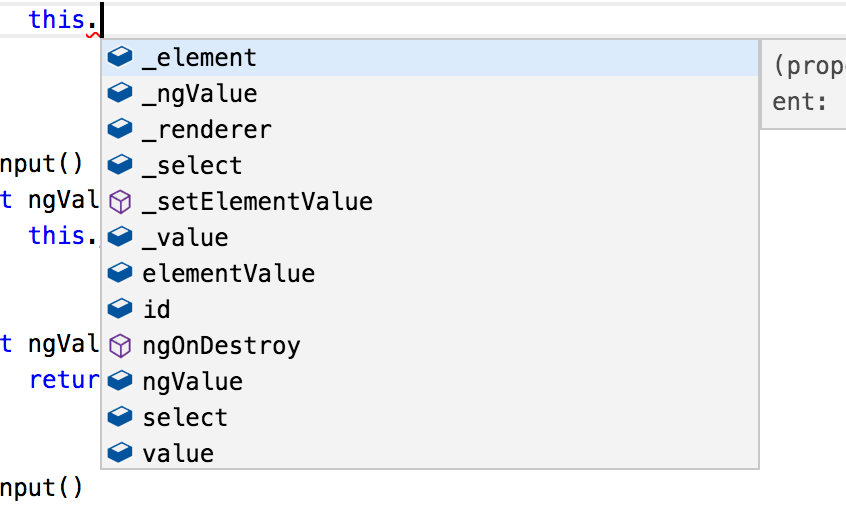 this.
_element
(prop
_ngValue
ent:
_renderer
nput()
_select
t ngVal
_setElementValue
this.
_value
elementValue
id
t ngVal
ngOnDestroy
retur
ngValue
select
value
nput()